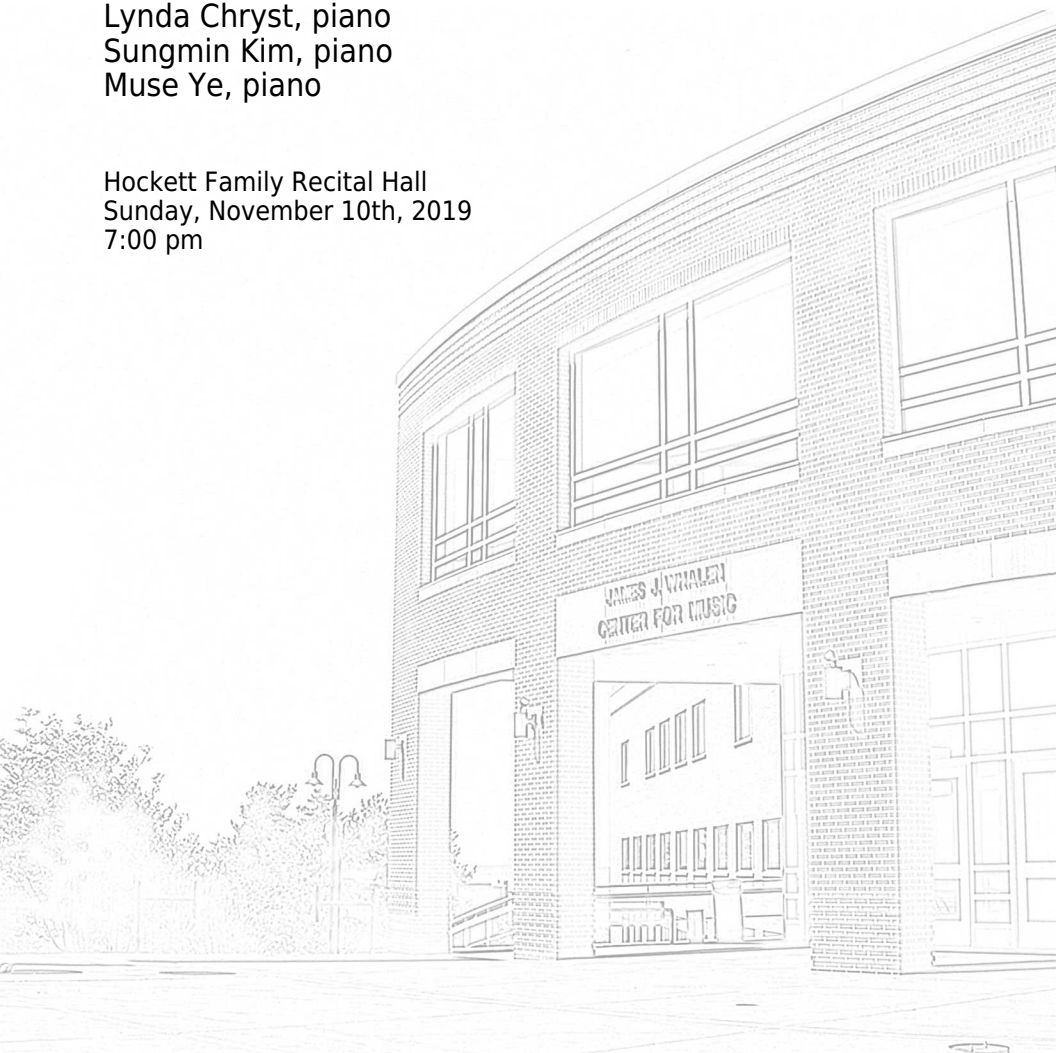 Lynda Chryst, piano
Sungmin Kim, piano
Muse Ye, piano
Hockett Family Recital Hall
Sunday, November 10th, 2019
7:00 pm
JAMES J. WHALEN
CENTER FOR MUSIC